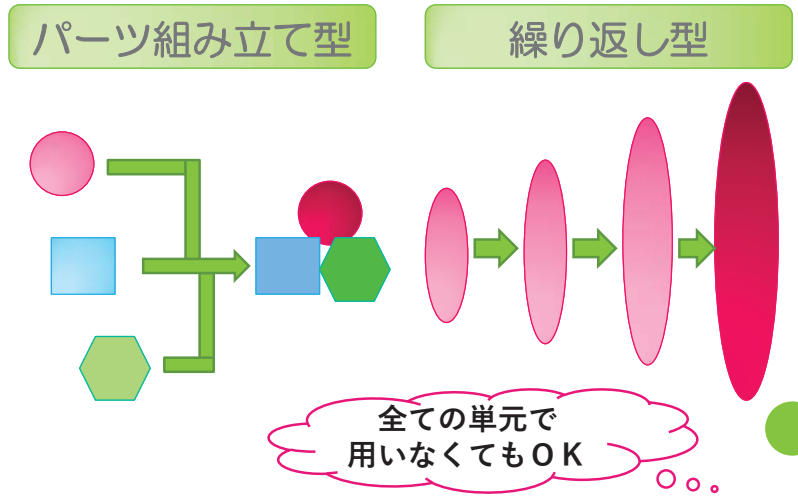 パーツ組み立て型
繰り返し型
全ての単元で
用いなくてもＯＫ